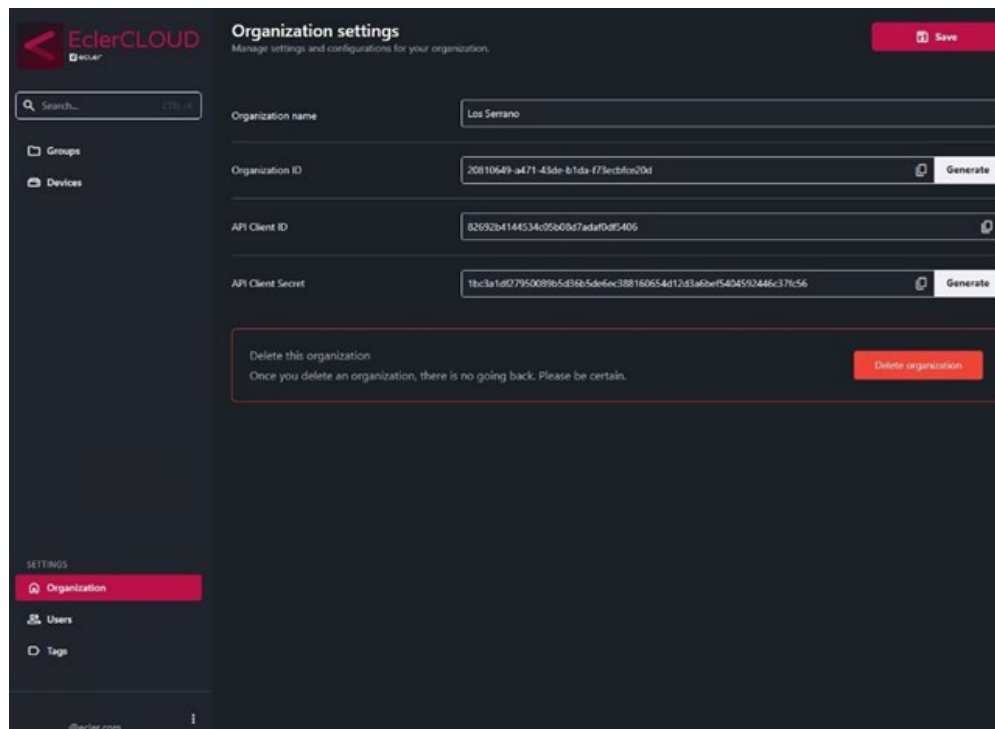 EclerCLOUD
ecler
Search...
CTRL+K
Groups
Devices
SETTINGS
Organization
Users
Tags
@ecler.com
Organization settings
Manage settings and configurations for your organization.
Save
Organization name
Los Serrano
Organization ID
20810649-a471-43de-b1da-f73ecbfce20d
Generate
API Client ID
82692b4144534c05b08d7adaf0df5406
API Client Secret
1bc3a1df27950089b5d36b5de6ec388160654d12d3a6bef5404592446c37fc56
Generate
Delete this organization
Once you delete an organization, there is no going back. Please be certain.
Delete organization